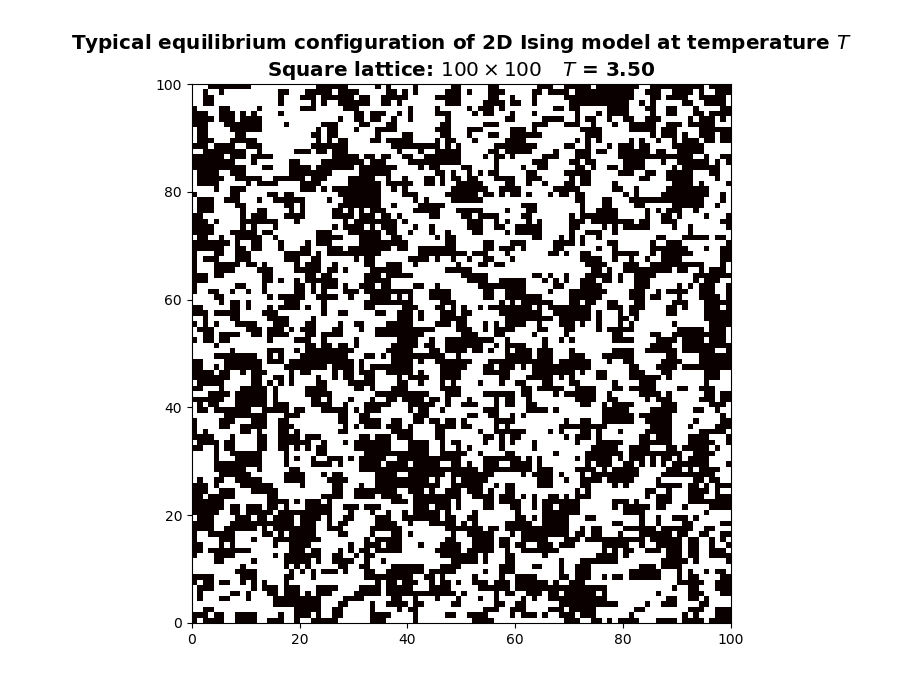 Typical equilibrium configuration of 2D Ising model at temperature T
Square lattice: 100 × 100 T = 3.50
100
80
60
40
20
0
0 20 40 60 80 100